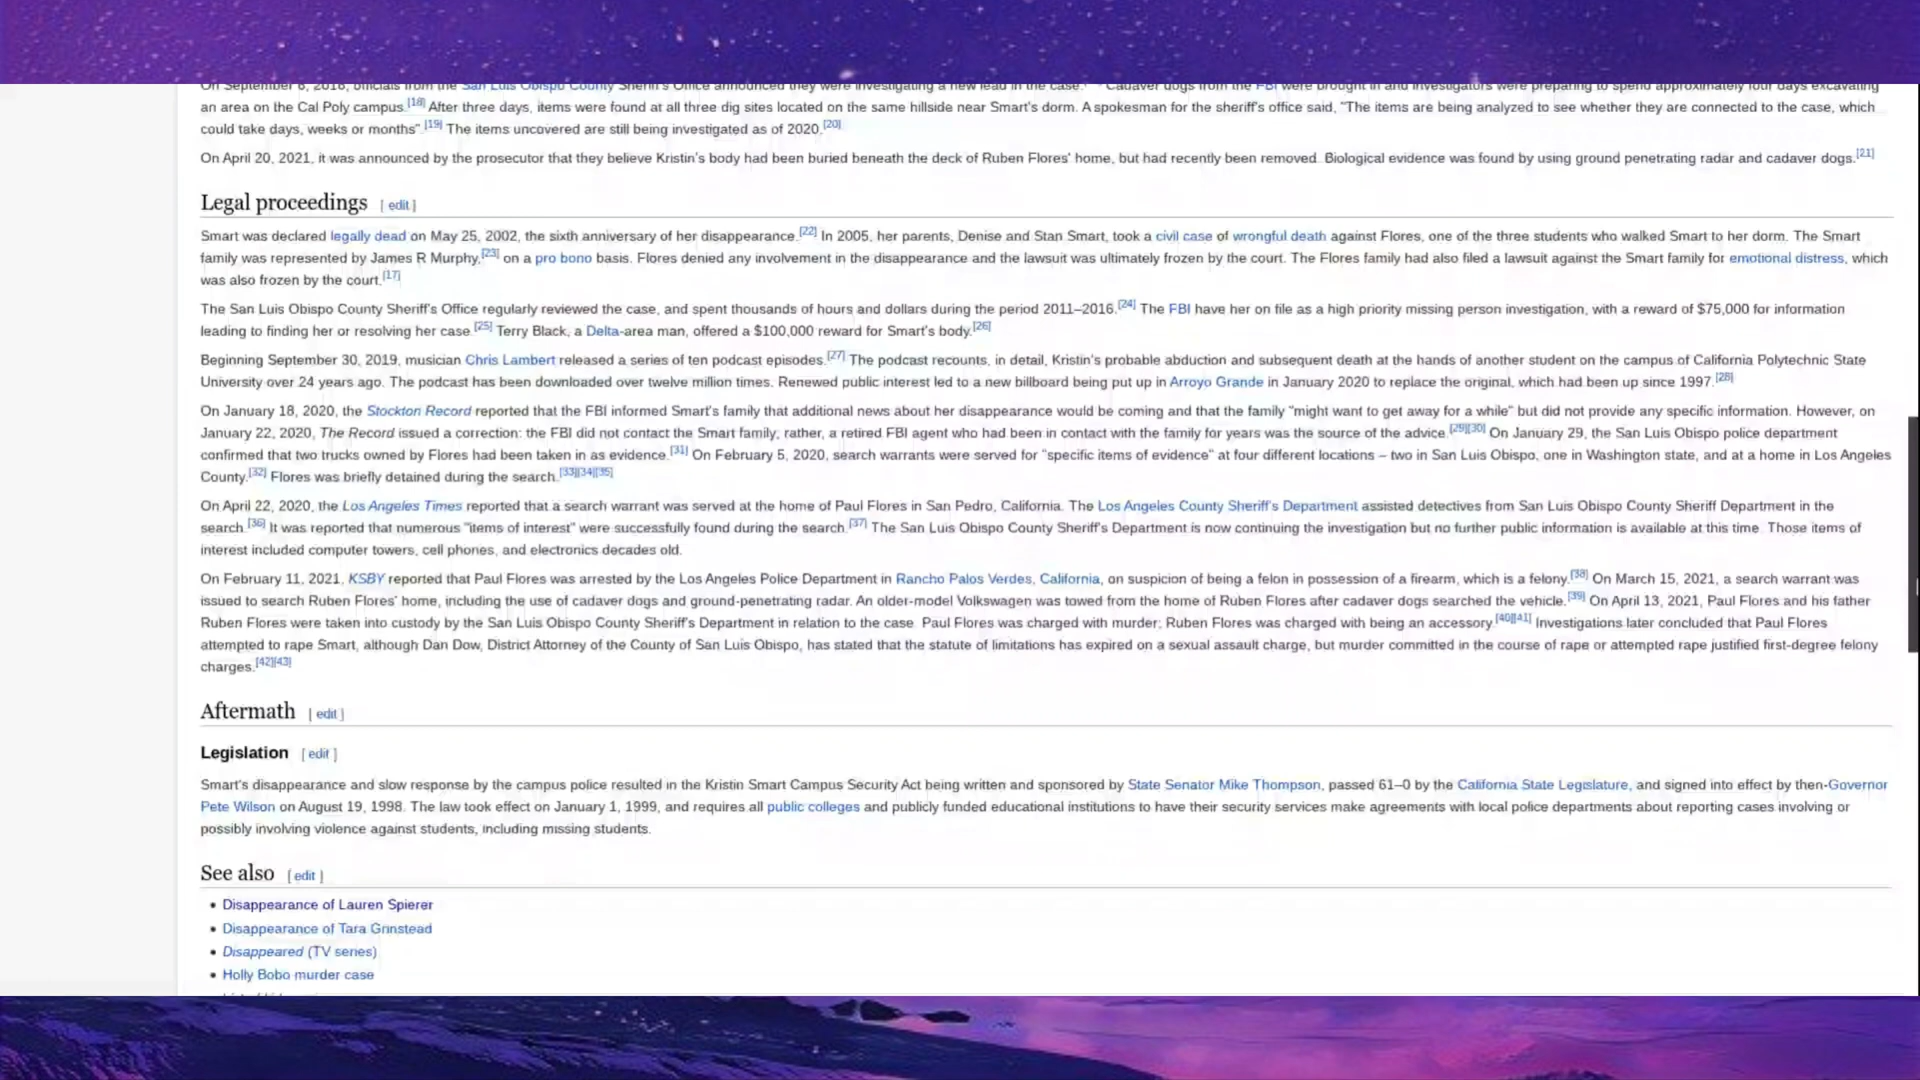 On September 6, 2016, officials from the San Luis Obispo County Sheriff's Office announced they were investigating a new lead in the case. Cadaver dogs from the FBI were brought in and investigators were preparing to spend approximately four days excavating
an area on the Cal Poly campus.[18] After three days, items were found at all three dig sites located on the same hillside near Smart's dorm. A spokesman for the sheriff's office said, "The items are being analyzed to see whether they are connected to the case, which
could take days, weeks or months".[19] The items uncovered are still being investigated as of 2020.[20]
On April 20, 2021, it was announced by the prosecutor that they believe Kristin's body had been buried beneath the deck of Ruben Flores' home, but had recently been removed. Biological evidence was found by using ground penetrating radar and cadaver dogs.[21]
Legal proceedings [ edit ]
Smart was declared legally dead on May 25, 2002, the sixth anniversary of her disappearance.[22] In 2005, her parents, Denise and Stan Smart, took a civil case of wrongful death against Flores, one of the three students who walked Smart to her dorm. The Smart
family was represented by James R Murphy,[23] on a pro bono basis. Flores denied any involvement in the disappearance and the lawsuit was ultimately frozen by the court. The Flores family had also filed a lawsuit against the Smart family for emotional distress, which
was also frozen by the court.[17]
The San Luis Obispo County Sheriff's Office regularly reviewed the case, and spent thousands of hours and dollars during the period 2011–2016.[24] The FBI have her on file as a high priority missing person investigation, with a reward of $75,000 for information
leading to finding her or resolving her case.[25] Terry Black, a Delta-area man, offered a $100,000 reward for Smart's body.[26]
Beginning September 30, 2019, musician Chris Lambert released a series of ten podcast episodes.[27] The podcast recounts, in detail, Kristin's probable abduction and subsequent death at the hands of another student on the campus of California Polytechnic State
University over 24 years ago. The podcast has been downloaded over twelve million times. Renewed public interest led to a new billboard being put up in Arroyo Grande in January 2020 to replace the original, which had been up since 1997.[28]
On January 18, 2020, the Stockton Record reported that the FBI informed Smart's family that additional news about her disappearance would be coming and that the family "might want to get away for a while" but did not provide any specific information. However, on
January 22, 2020, The Record issued a correction: the FBI did not contact the Smart family; rather, a retired FBI agent who had been in contact with the family for years was the source of the advice.[29][30] On January 29, the San Luis Obispo police department
confirmed that two trucks owned by Flores had been taken in as evidence.[31] On February 5, 2020, search warrants were served for "specific items of evidence" at four different locations – two in San Luis Obispo, one in Washington state, and at a home in Los Angeles
County.[32] Flores was briefly detained during the search.[33][34][35]
On April 22, 2020, the Los Angeles Times reported that a search warrant was served at the home of Paul Flores in San Pedro, California. The Los Angeles County Sheriff's Department assisted detectives from San Luis Obispo County Sheriff Department in the
search.[36] It was reported that numerous "items of interest" were successfully found during the search.[37] The San Luis Obispo County Sheriff's Department is now continuing the investigation but no further public information is available at this time. Those items of
interest included computer towers, cell phones, and electronics decades old.
On February 11, 2021, KSBY reported that Paul Flores was arrested by the Los Angeles Police Department in Rancho Palos Verdes, California, on suspicion of being a felon in possession of a firearm, which is a felony.[38] On March 15, 2021, a search warrant was
issued to search Ruben Flores' home, including the use of cadaver dogs and ground-penetrating radar. An older-model Volkswagen was towed from the home of Ruben Flores after cadaver dogs searched the vehicle.[39] On April 13, 2021, Paul Flores and his father
Ruben Flores were taken into custody by the San Luis Obispo County Sheriff's Department in relation to the case. Paul Flores was charged with murder; Ruben Flores was charged with being an accessory.[40][41] Investigations later concluded that Paul Flores
attempted to rape Smart, although Dan Dow, District Attorney of the County of San Luis Obispo, has stated that the statute of limitations has expired on a sexual assault charge, but murder committed in the course of rape or attempted rape justified first-degree felony
charges.[42][43]
Aftermath [ edit ]
Legislation [ edit ]
Smart's disappearance and slow response by the campus police resulted in the Kristin Smart Campus Security Act being written and sponsored by State Senator Mike Thompson, passed 61–0 by the California State Legislature, and signed into effect by then-Governor
Pete Wilson on August 19, 1998. The law took effect on January 1, 1999, and requires all public colleges and publicly funded educational institutions to have their security services make agreements with local police departments about reporting cases involving or
possibly involving violence against students, including missing students.
See also [ edit ]
• Disappearance of Lauren Spierer
• Disappearance of Tara Grinstead
• Disappeared (TV series)
• Holly Bobo murder case